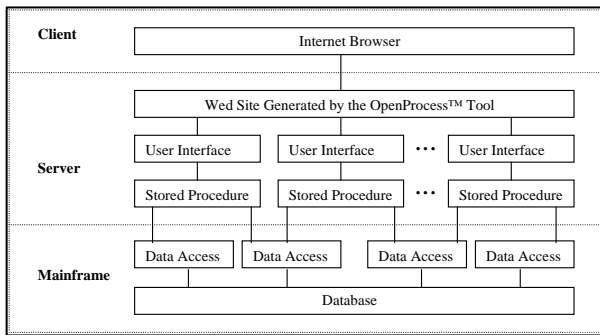 Client
Internet Browser
Wed Site Generated by the OpenProcess™ Tool
User Interface User Interface ••• User Interface
Server
Stored Procedure Stored Procedure ••• Stored Procedure
Data Access Data Access Data Access Data Access
Mainframe
Database